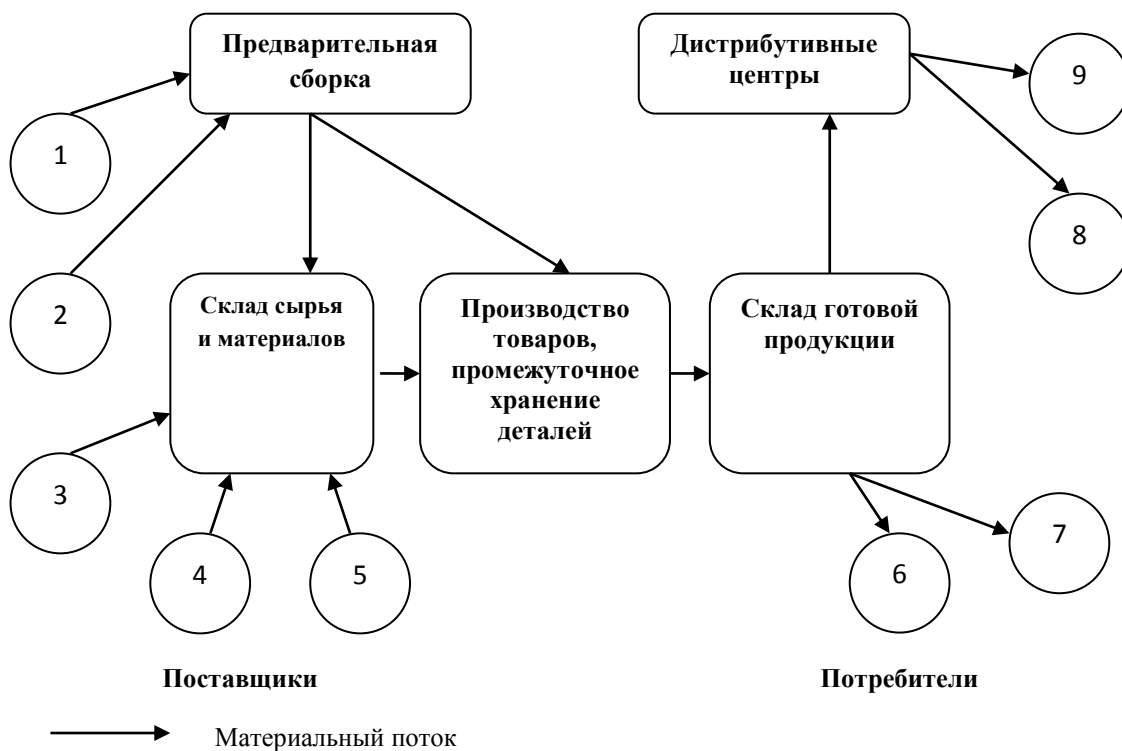 Предварительная
сборка
Дистрибутивные
центры
9
1
8
2
Склад сырья
и материалов
Производство
товаров,
промежуточное
хранение
деталей
Склад готовой
продукции
3
4
5
6
7
Поставщики
Потребители
Материальный поток